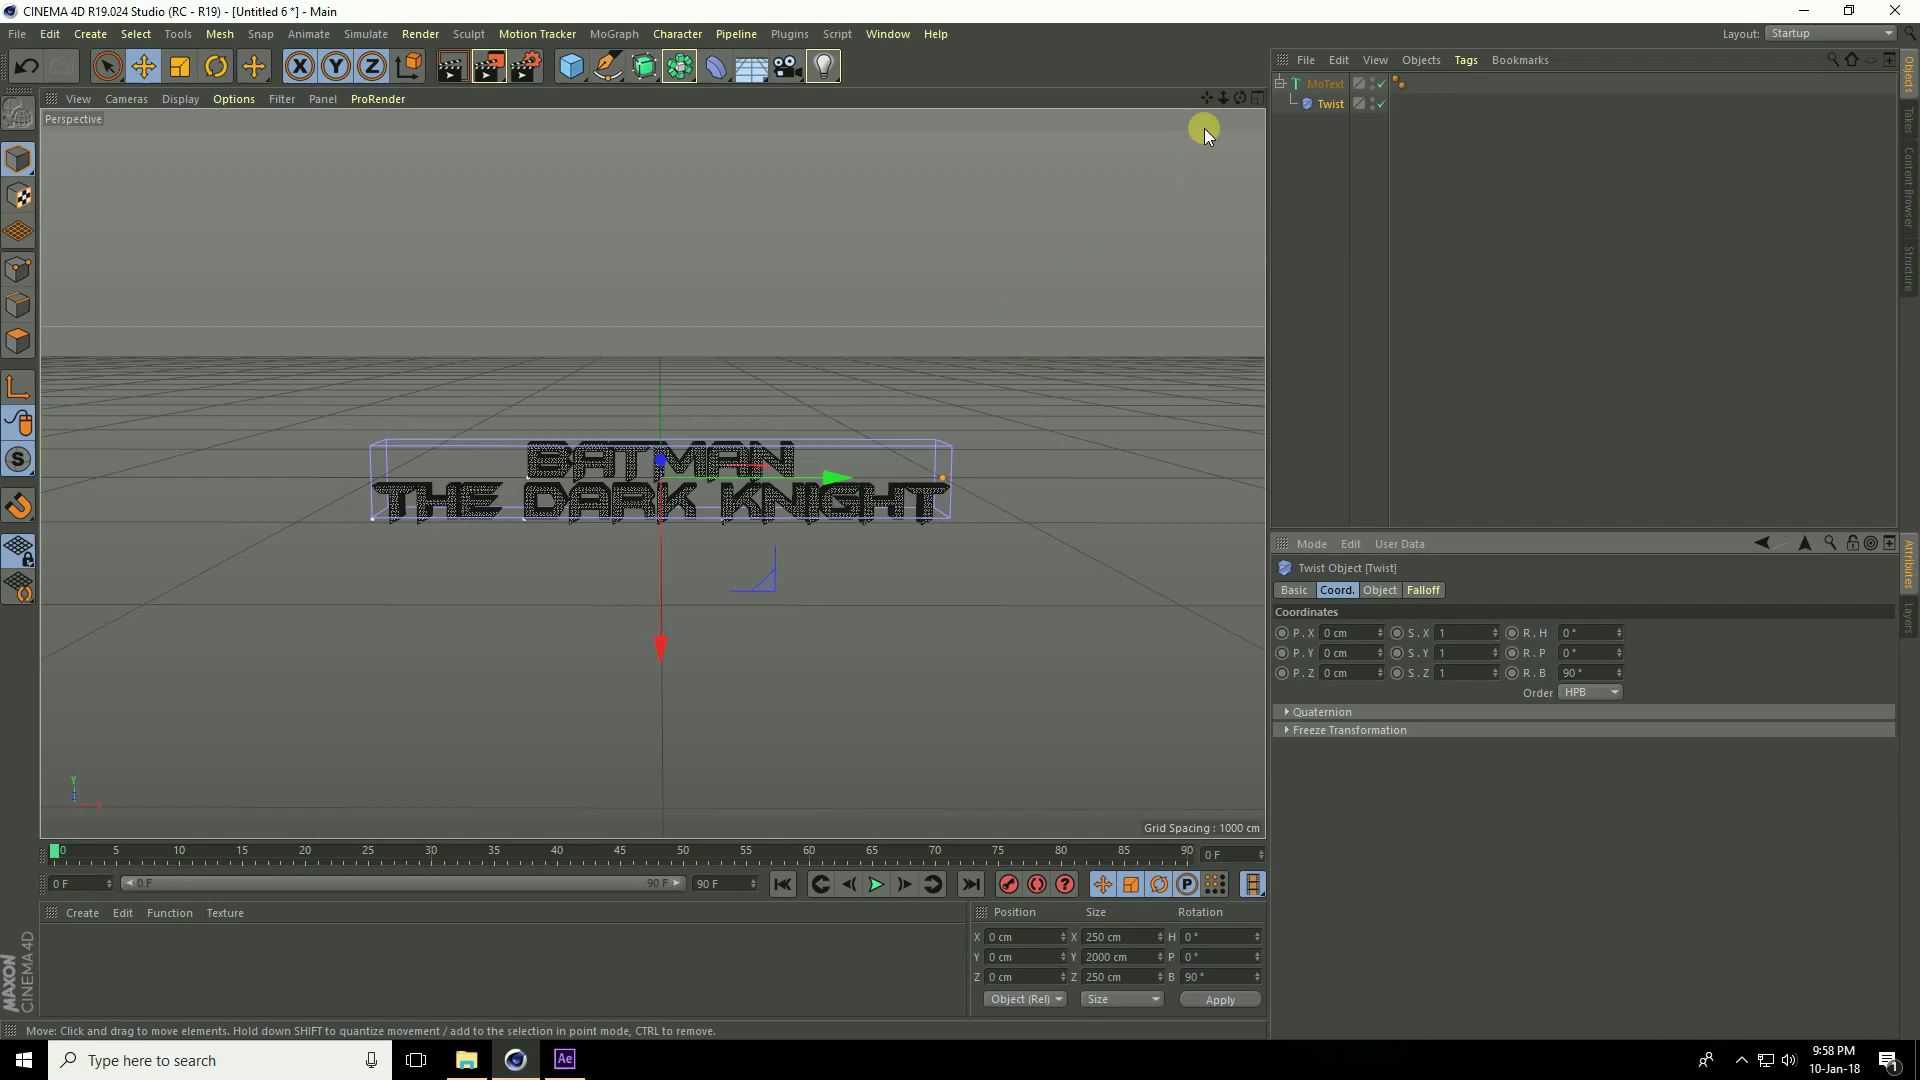 CINEMA 4D R19.024 Studio (RC - R19) - [Untitled 6 *] - Main
File Edit Create Select Tools Mesh Snap Animate Simulate Render Sculpt Motion Tracker MoGraph Character Pipeline Plugins Script Window Help Layout: Startup
View Cameras Display Options Filter Panel ProRender
File Edit View Objects Tags Bookmarks
MoText
Twist
Perspective
BATMAN
THE DARK KNIGHT
Y
X
Grid Spacing : 1000 cm
Objects
Takes
Content Browser
Structure
Mode Edit User Data
Twist Object [Twist]
Basic Coord. Object Falloff
Coordinates
P . X 0 cm S . X 1 R . H 0 °
P . Y 0 cm S . Y 1 R . P 0 °
P . Z 0 cm S . Z 1 R . B 90 °
Order HPB
Quaternion
Freeze Transformation
Attributes
Layers
0 5 10 15 20 25 30 35 40 45 50 55 60 65 70 75 80 85 90 0 F
0 F 0 F 90 F 90 F
P
Create Edit Function Texture
Position Size Rotation
X 0 cm X 250 cm H 0 °
Y 0 cm Y 2000 cm P 0 °
Z 0 cm Z 250 cm B 90 °
Object (Rel) Size Apply
MAXON
CINEMA 4D
Move: Click and drag to move elements. Hold down SHIFT to quantize movement / add to the selection in point mode, CTRL to remove.
Type here to search
Ae
9:58 PM
10-Jan-18
1